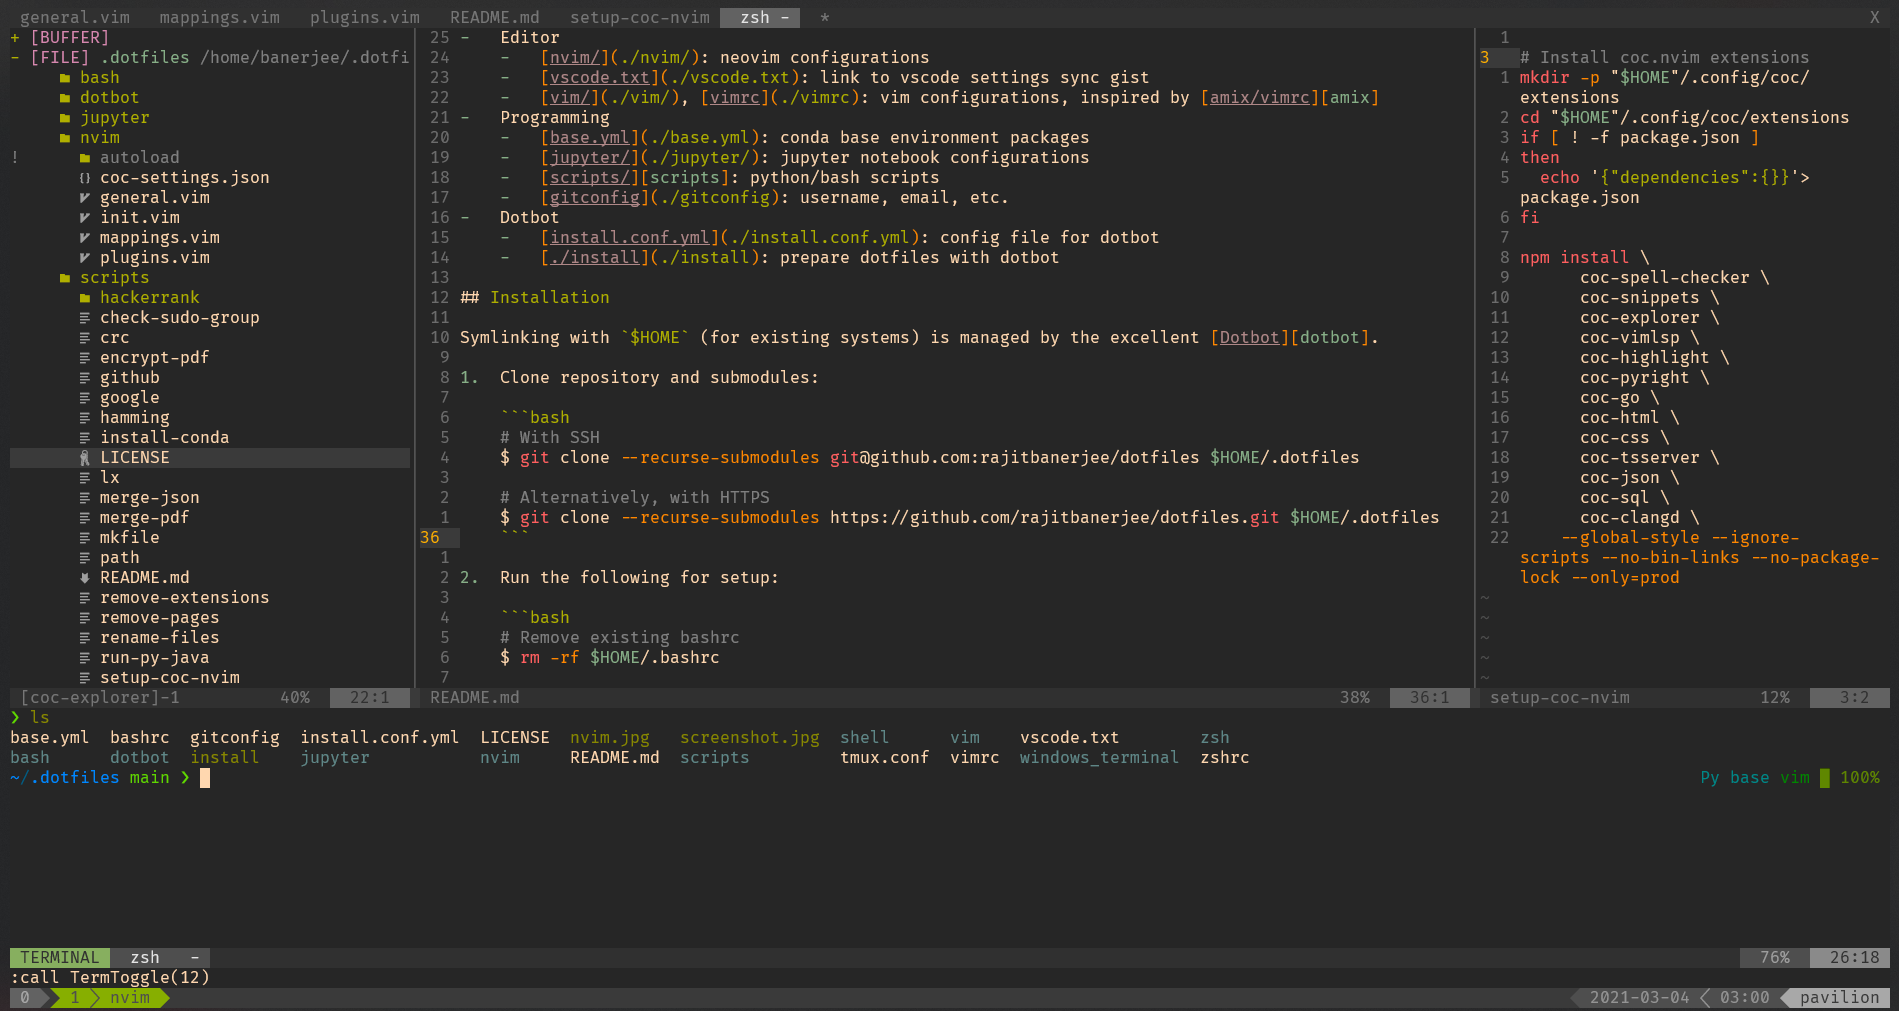 general.vim mappings.vim plugins.vim README.md setup-coc-nvim zsh - * X
+ [BUFFER]
- [FILE] .dotfiles /home/banerjee/.dotfi
bash
dotbot
jupyter
nvim
! autoload
{} coc-settings.json
general.vim
init.vim
mappings.vim
plugins.vim
scripts
hackerrank
check-sudo-group
crc
encrypt-pdf
github
google
hamming
install-conda
LICENSE
lx
merge-json
merge-pdf
mkfile
path
README.md
remove-extensions
remove-pages
rename-files
run-py-java
setup-coc-nvim
[coc-explorer]-1 40% 22:1
25 - Editor
24 - [nvim/](./nvim/): neovim configurations
23 - [vscode.txt](./vscode.txt): link to vscode settings sync gist
22 - [vim/](./vim/), [vimrc](./vimrc): vim configurations, inspired by [amix/vimrc][amix]
21 - Programming
20 - [base.yml](./base.yml): conda base environment packages
19 - [jupyter/](./jupyter/): jupyter notebook configurations
18 - [scripts/][scripts]: python/bash scripts
17 - [gitconfig](./gitconfig): username, email, etc.
16 - Dotbot
15 - [install.conf.yml](./install.conf.yml): config file for dotbot
14 - [./install](./install): prepare dotfiles with dotbot
13
12 ## Installation
11
10 Symlinking with `$HOME` (for existing systems) is managed by the excellent [Dotbot][dotbot].
9
8 1. Clone repository and submodules:
7
6 ```bash
5 # With SSH
4 $ git clone --recurse-submodules git@github.com:rajitbanerjee/dotfiles $HOME/.dotfiles
3
2 # Alternatively, with HTTPS
1 $ git clone --recurse-submodules https://github.com/rajitbanerjee/dotfiles.git $HOME/.dotfiles
36 ```
1
2 2. Run the following for setup:
3
4 ```bash
5 # Remove existing bashrc
6 $ rm -rf $HOME/.bashrc
7
README.md 38% 36:1
1
3 # Install coc.nvim extensions
1 mkdir -p "$HOME"/.config/coc/
extensions
2 cd "$HOME"/.config/coc/extensions
3 if [ ! -f package.json ]
4 then
5 echo '{"dependencies":{}}'>
package.json
6 fi
7
8 npm install \
9 coc-spell-checker \
10 coc-snippets \
11 coc-explorer \
12 coc-vimlsp \
13 coc-highlight \
14 coc-pyright \
15 coc-go \
16 coc-html \
17 coc-css \
18 coc-tsserver \
19 coc-json \
20 coc-sql \
21 coc-clangd \
22 --global-style --ignore-
scripts --no-bin-links --no-package-
lock --only=prod
~
~
~
~
~
setup-coc-nvim 12% 3:2
❯ ls
base.yml bashrc gitconfig install.conf.yml LICENSE nvim.jpg screenshot.jpg shell vim vscode.txt zsh
bash dotbot install jupyter nvim README.md scripts tmux.conf vimrc windows_terminal zshrc
~/.dotfiles main ❯ Py base vim 100%
TERMINAL zsh - 76% 26:18
:call TermToggle(12)
0 1 nvim 2021-03-04 03:00 pavilion